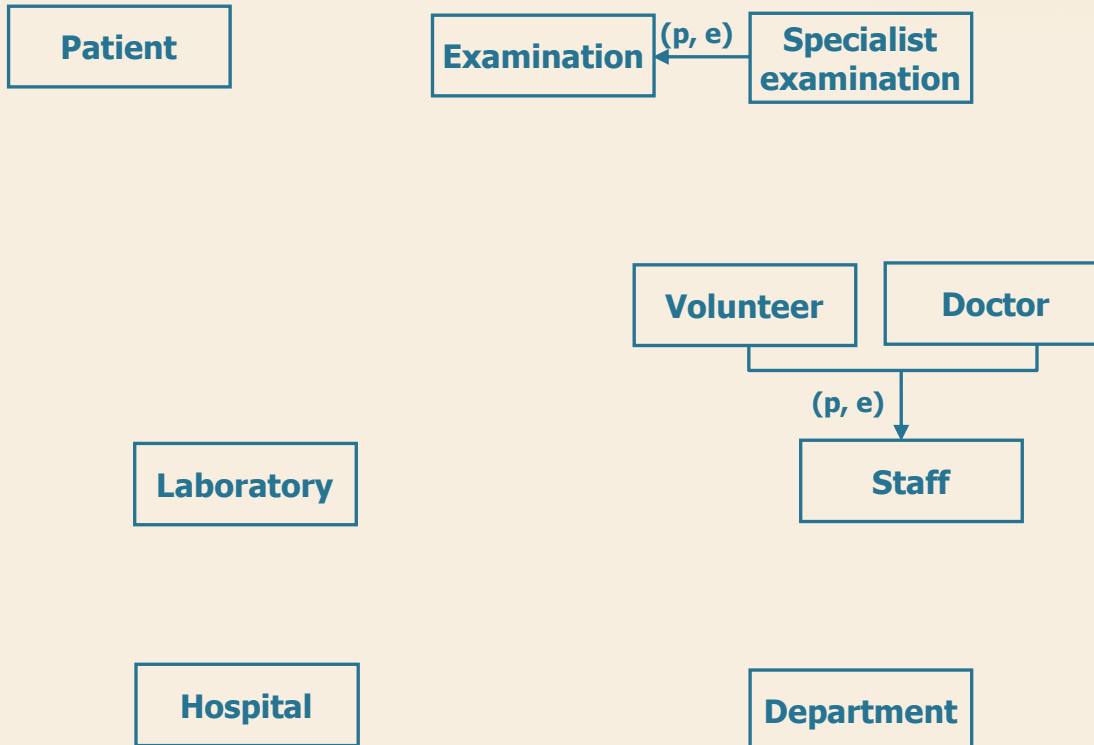 Patient
Examination
(p, e)
Specialist
examination
Volunteer
Doctor
(p, e)
Laboratory
Staff
Hospital
Department